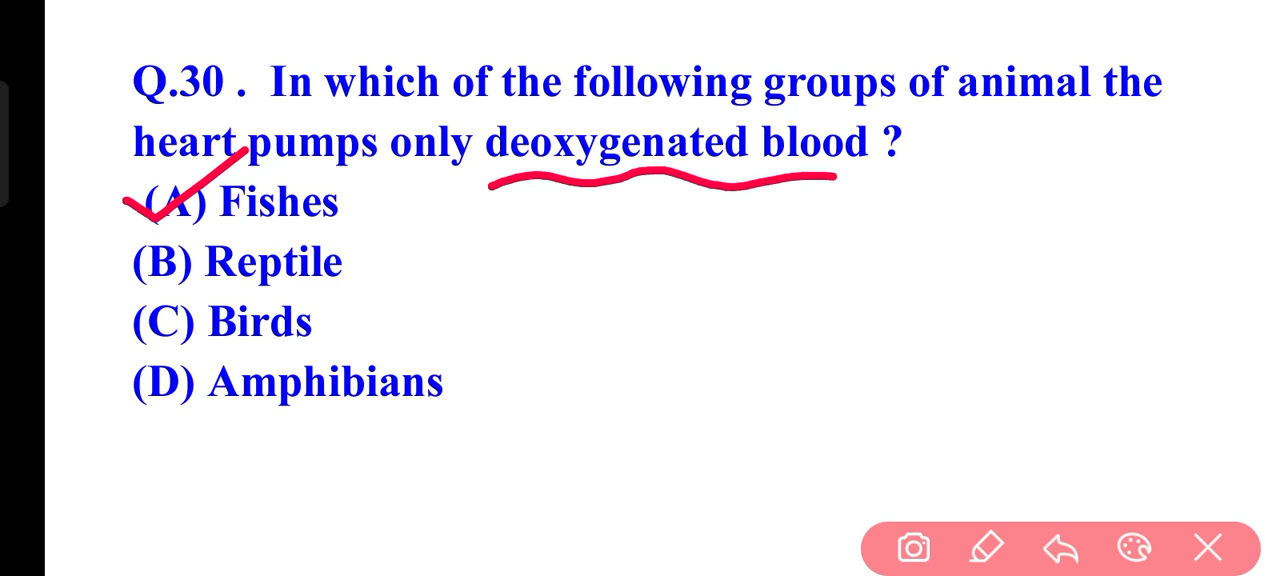 Q.30 . In which of the following groups of animal the
heart pumps only deoxygenated blood ?
(A) Fishes
(B) Reptile
(C) Birds
(D) Amphibians